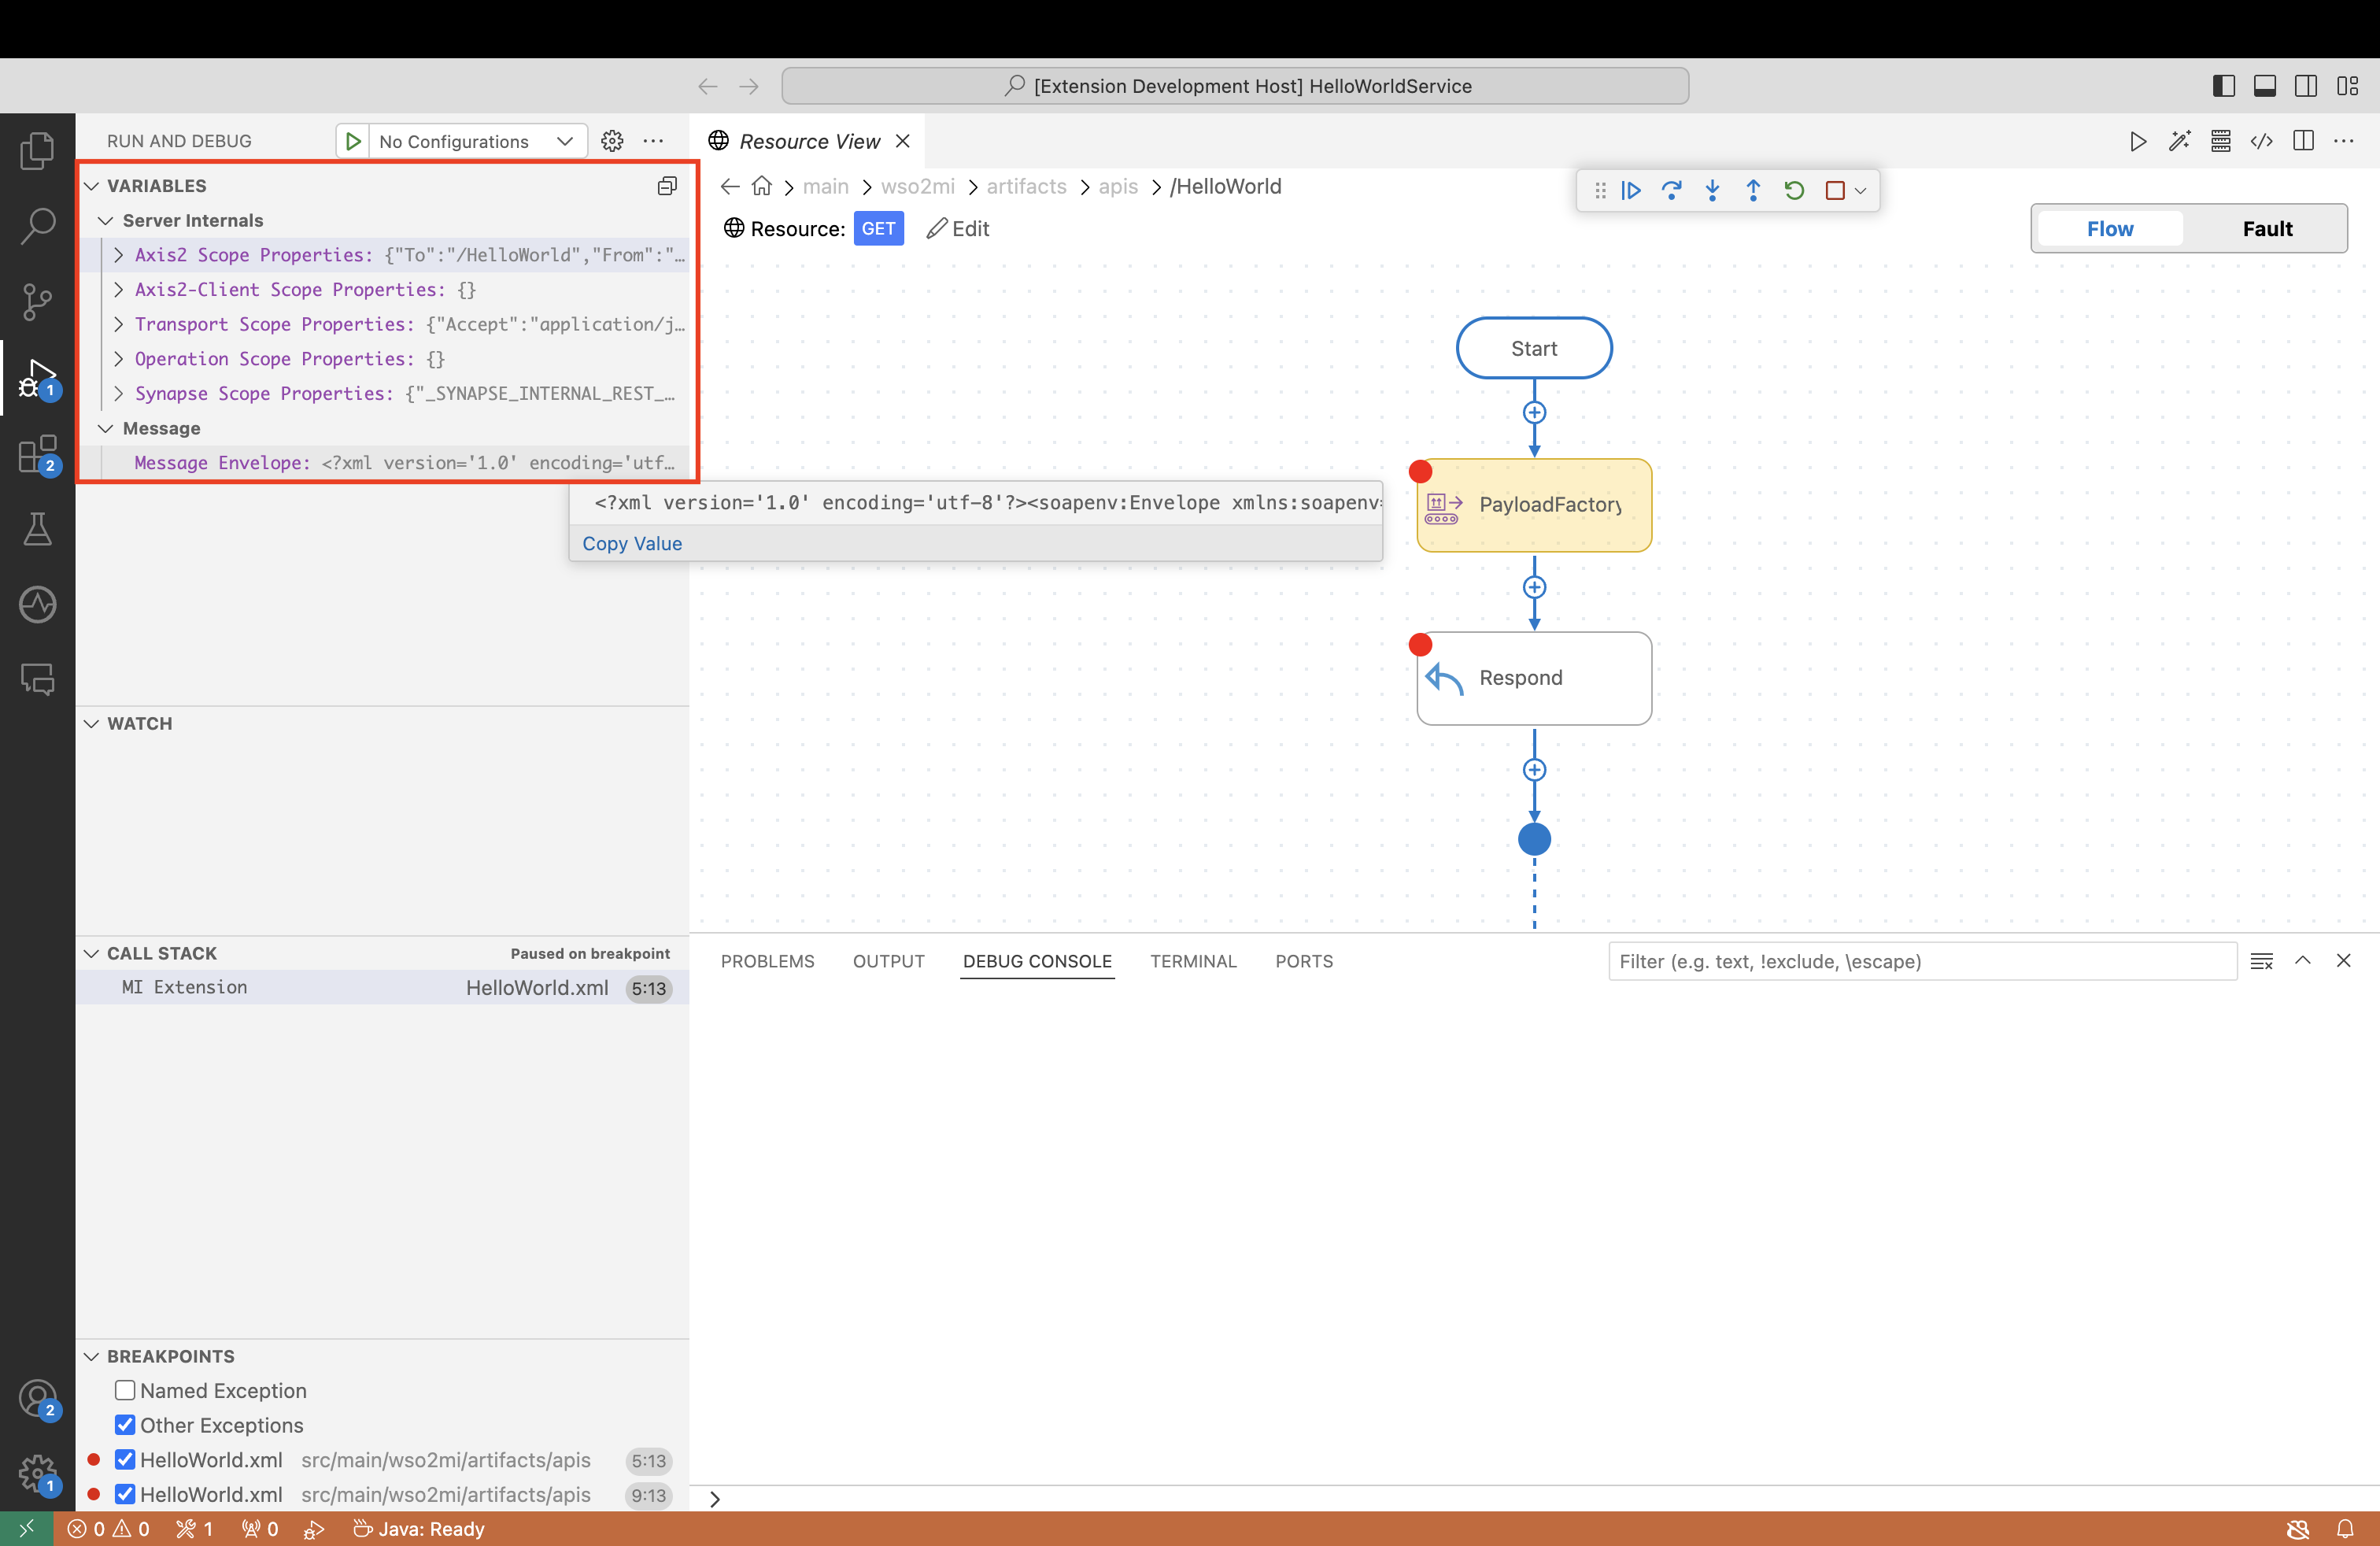 [Extension Development Host] HelloWorldService
RUN AND DEBUG
No Configurations
Resource View
VARIABLES
Server Internals
Axis2 Scope Properties: {"To":"/HelloWorld","From":"…
Axis2-Client Scope Properties: {}
Transport Scope Properties: {"Accept":"application/j…
Operation Scope Properties: {}
Synapse Scope Properties: {"_SYNAPSE_INTERNAL_REST_…
Message
Message Envelope: <?xml version='1.0' encoding='utf…
<?xml version='1.0' encoding='utf-8'?><soapenv:Envelope xmlns:soapenv=
Copy Value
main > wso2mi > artifacts > apis > /HelloWorld
Resource: GET Edit
Flow Fault
Start
PayloadFactory
Respond
1
2
WATCH
CALL STACK Paused on breakpoint
MI Extension HelloWorld.xml 5:13
PROBLEMS OUTPUT DEBUG CONSOLE TERMINAL PORTS
Filter (e.g. text, !exclude, \escape)
BREAKPOINTS
Named Exception
Other Exceptions
HelloWorld.xml src/main/wso2mi/artifacts/apis 5:13
HelloWorld.xml src/main/wso2mi/artifacts/apis 9:13
2
1
0 0 1 0 Java: Ready